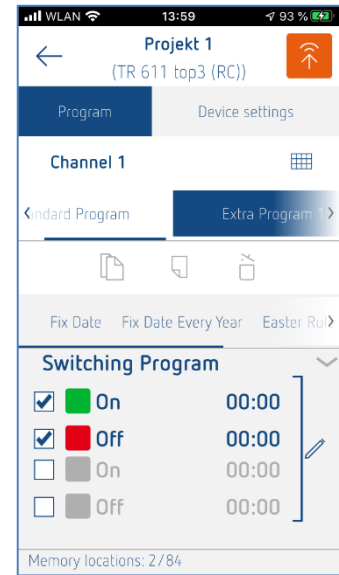 WLAN 13:59 93 %
Projekt 1
(TR 611 top3 (RC))
Program Device settings
Channel 1
ndard Program Extra Program 1
Fix Date Fix Date Every Year Easter Rul
Switching Program
On 00:00
Off 00:00
On 00:00
Off 00:00
Memory locations: 2/84